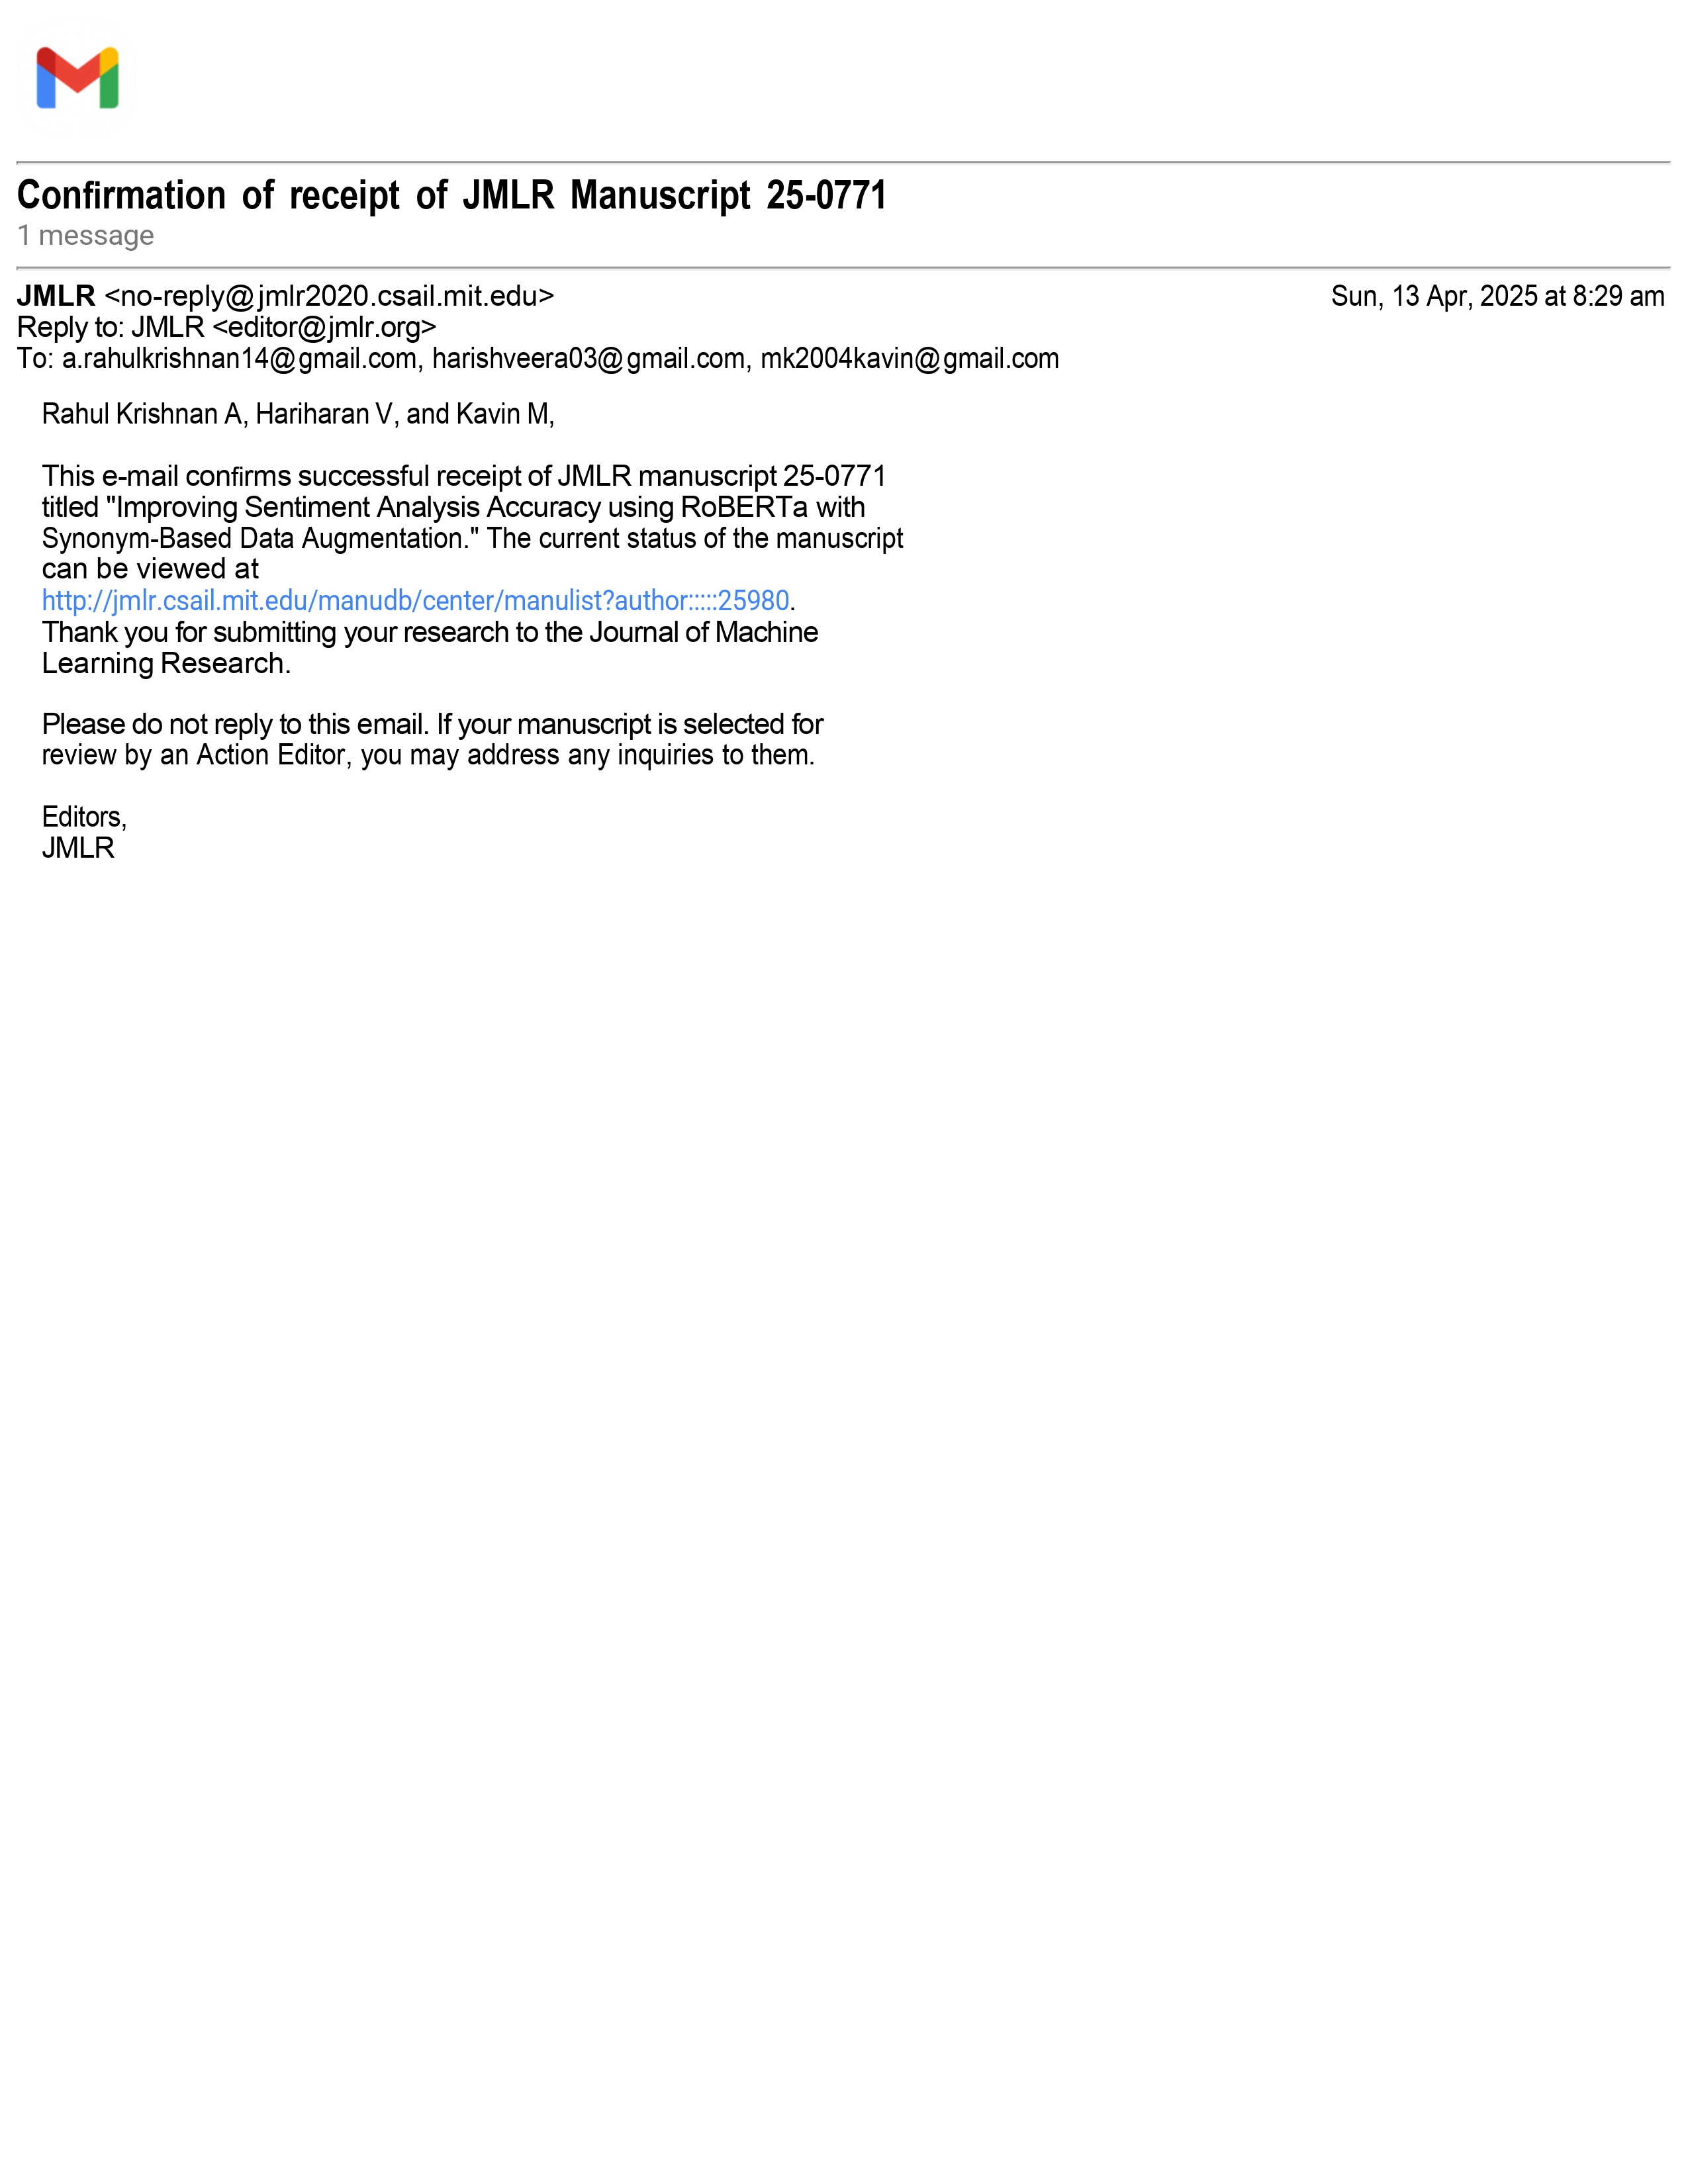 Confirmation of receipt of JMLR Manuscript 25-0771
1 message
JMLR <no-reply@jmlr2020.csail.mit.edu> Sun, 13 Apr, 2025 at 8:29 am
Reply to: JMLR <editor@jmlr.org>
To: a.rahulkrishnan14@gmail.com, harishveera03@gmail.com, mk2004kavin@gmail.com
Rahul Krishnan A, Hariharan V, and Kavin M,
This e-mail confirms successful receipt of JMLR manuscript 25-0771
titled "Improving Sentiment Analysis Accuracy using RoBERTa with
Synonym-Based Data Augmentation." The current status of the manuscript
can be viewed at
http://jmlr.csail.mit.edu/manudb/center/manulist?author:::::25980.
Thank you for submitting your research to the Journal of Machine
Learning Research.
Please do not reply to this email. If your manuscript is selected for
review by an Action Editor, you may address any inquiries to them.
Editors,
JMLR